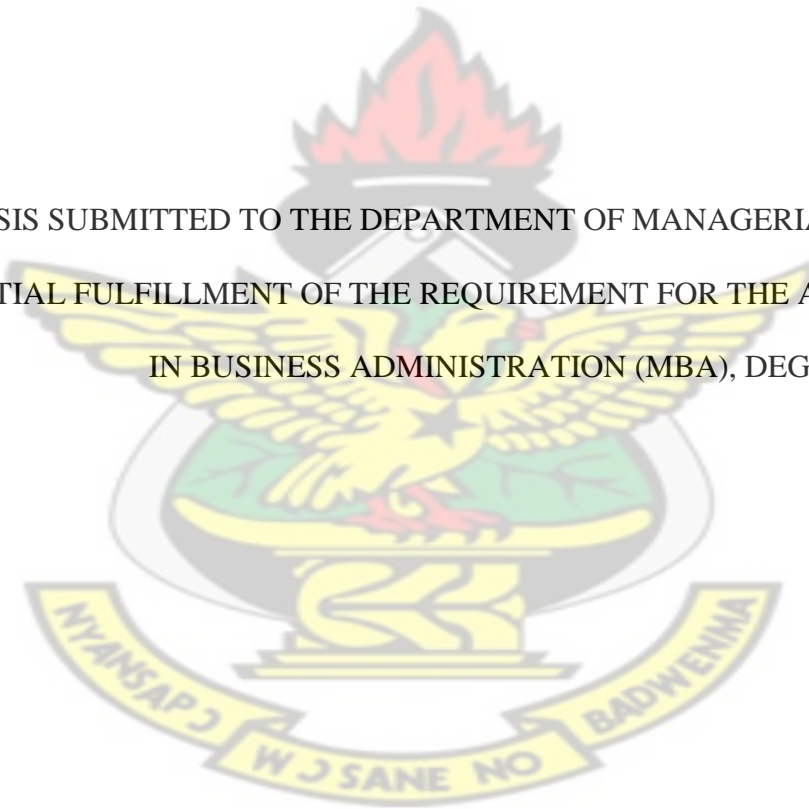 SIS SUBMITTED TO THE DEPARTMENT OF MANAGERIA
TIAL FULFILLMENT OF THE REQUIREMENT FOR THE A
IN BUSINESS ADMINISTRATION (MBA), DEG
NYANSAPƆ WƆSANE NO BADWENMA